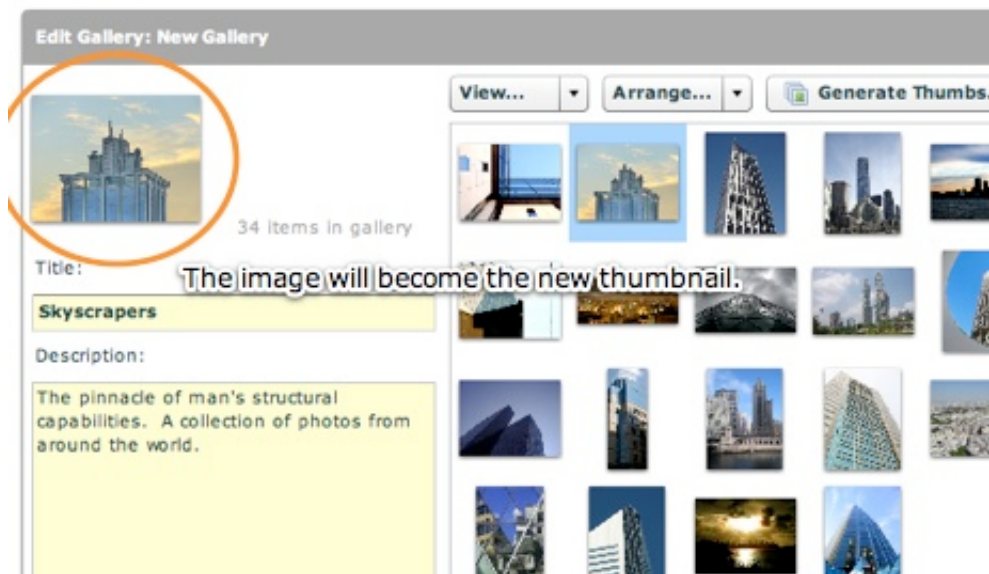 Edit Gallery: New Gallery
View...
Arrange...
Generate Thumbs.
34 items in gallery
Title:
The image will become the new thumbnail.
Skyscrapers
Description:
The pinnacle of man's structural
capabilities.  A collection of photos from
around the world.